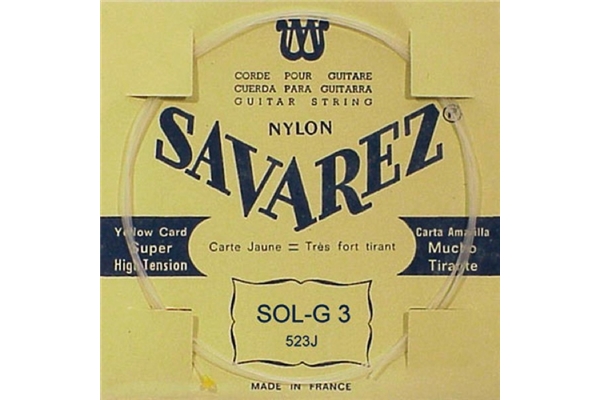 CORDE POUR GUITARE
CUERDA PARA GUITARRA
GUITAR STRING
NYLON
SAVAREZ®
Yellow Card
Super
High Tension
Carte Jaune = Très fort tirant
Carta Amarilla
Mucho
Tirante
SOL-G 3
523J
MADE IN FRANCE